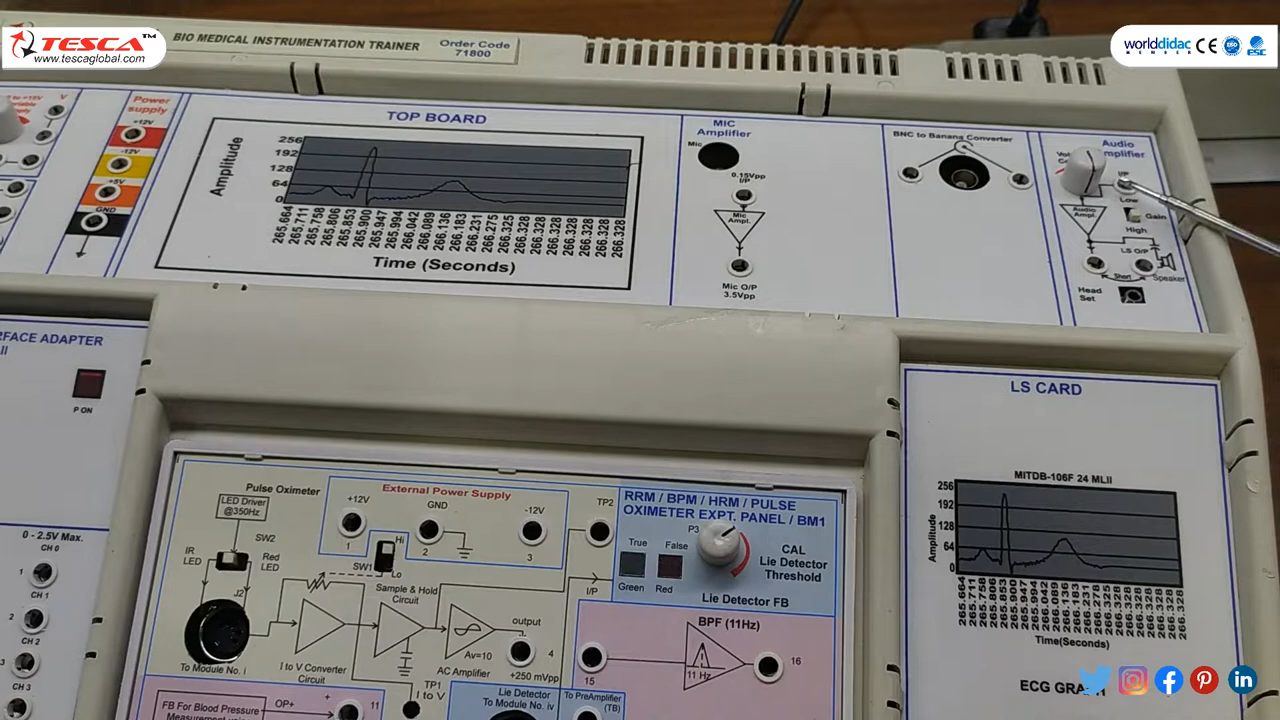 TESCA™
www.tescaglobal.com
BIO MEDICAL INSTRUMENTATION TRAINER
Order Code
71800
worlddidac
MEMBER
CE
Power
supply
+12V
-12V
+5V
GND
V
TOP BOARD
Amplitude
256
192
128
64
0
265.664
265.711
265.758
265.806
265.853
265.900
265.947
265.994
266.042
266.089
266.136
266.183
266.231
266.275
266.325
266.328
266.328
266.328
266.328
266.328
266.328
Time (Seconds)
MIC
Amplifier
Mic
0.15Vpp
I/P
Mic
Ampl.
Mic O/P
3.5Vpp
BNC to Banana Converter
Audio
Amplifier
I/P
Low
Gain
High
Audio
Ampl.
LS O/P
Short
Speaker
Head
Set
RFACE ADAPTER
II
P ON
0 - 2.5V Max.
CH 0
1
CH 1
2
CH 2
3
CH 3
LS CARD
MITDB-106F 24 MLII
Amplitude
256
192
128
64
0
265.664
265.711
265.758
265.806
265.853
265.900
265.947
265.994
266.042
266.089
266.136
266.183
266.231
266.275
266.328
266.328
266.328
266.328
266.328
266.328
Time(Seconds)
Pulse Oximeter
LED Driver
@350Hz
SW2
IR
LED
Red
LED
J2
To Module No. i
External Power Supply
+12V
GND
-12V
1
2
3
SW1
Hi
Lo
Sample & Hold
Circuit
I to V Converter
Circuit
Av=10
AC Amplifier
output
4
+250 mVpp
TP1
I to V
TP2
I/P
RRM / BPM / HRM / PULSE
OXIMETER EXPT. PANEL / BM1
P3
True
False
Green
Red
CAL
Lie Detector
Threshold
Lie Detector FB
BPF (11Hz)
11 Hz
15
16
FB For Blood Pressure
OP+
+
11
Lie Detector
To Module No. iv
To PreAmplifier
(TB)